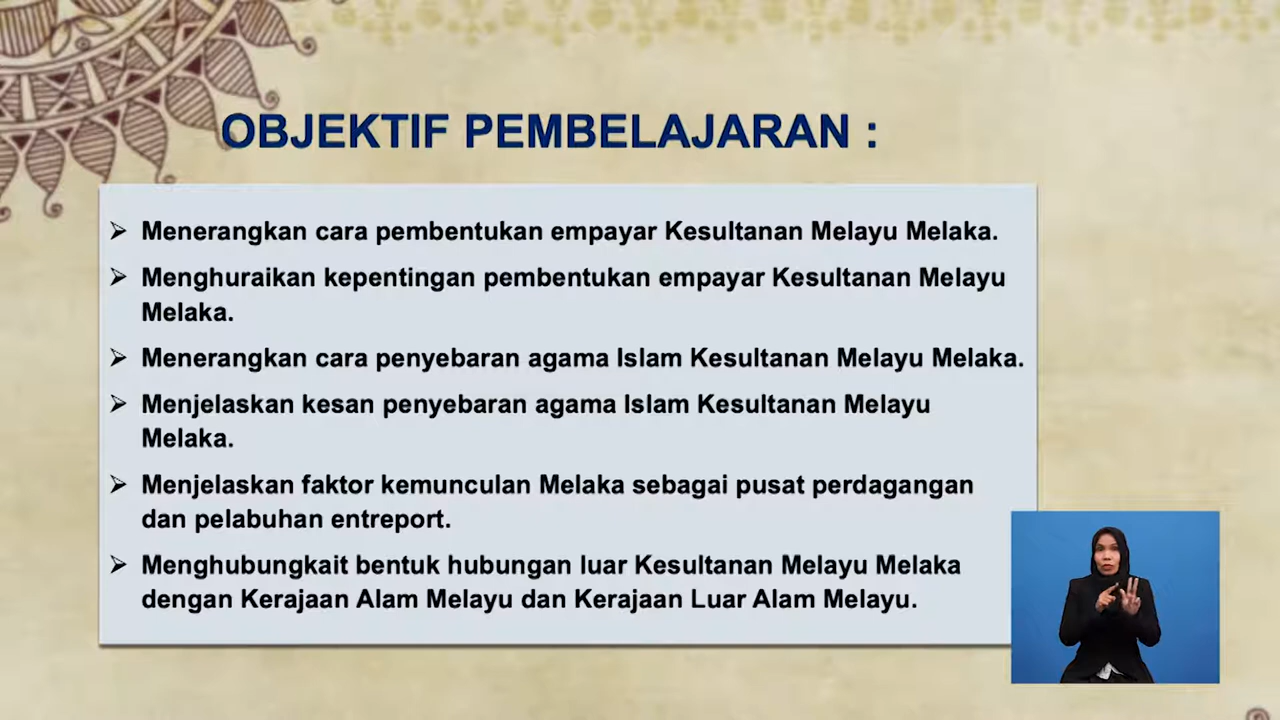 OBJEKTIF PEMBELAJARAN :
➢ Menerangkan cara pembentukan empayar Kesultanan Melayu Melaka.
➢ Menghuraikan kepentingan pembentukan empayar Kesultanan Melayu
Melaka.
➢ Menerangkan cara penyebaran agama Islam Kesultanan Melayu Melaka.
➢ Menjelaskan kesan penyebaran agama Islam Kesultanan Melayu
Melaka.
➢ Menjelaskan faktor kemunculan Melaka sebagai pusat perdagangan
dan pelabuhan entreport.
➢ Menghubungkait bentuk hubungan luar Kesultanan Melayu Melaka
dengan Kerajaan Alam Melayu dan Kerajaan Luar Alam Melayu.